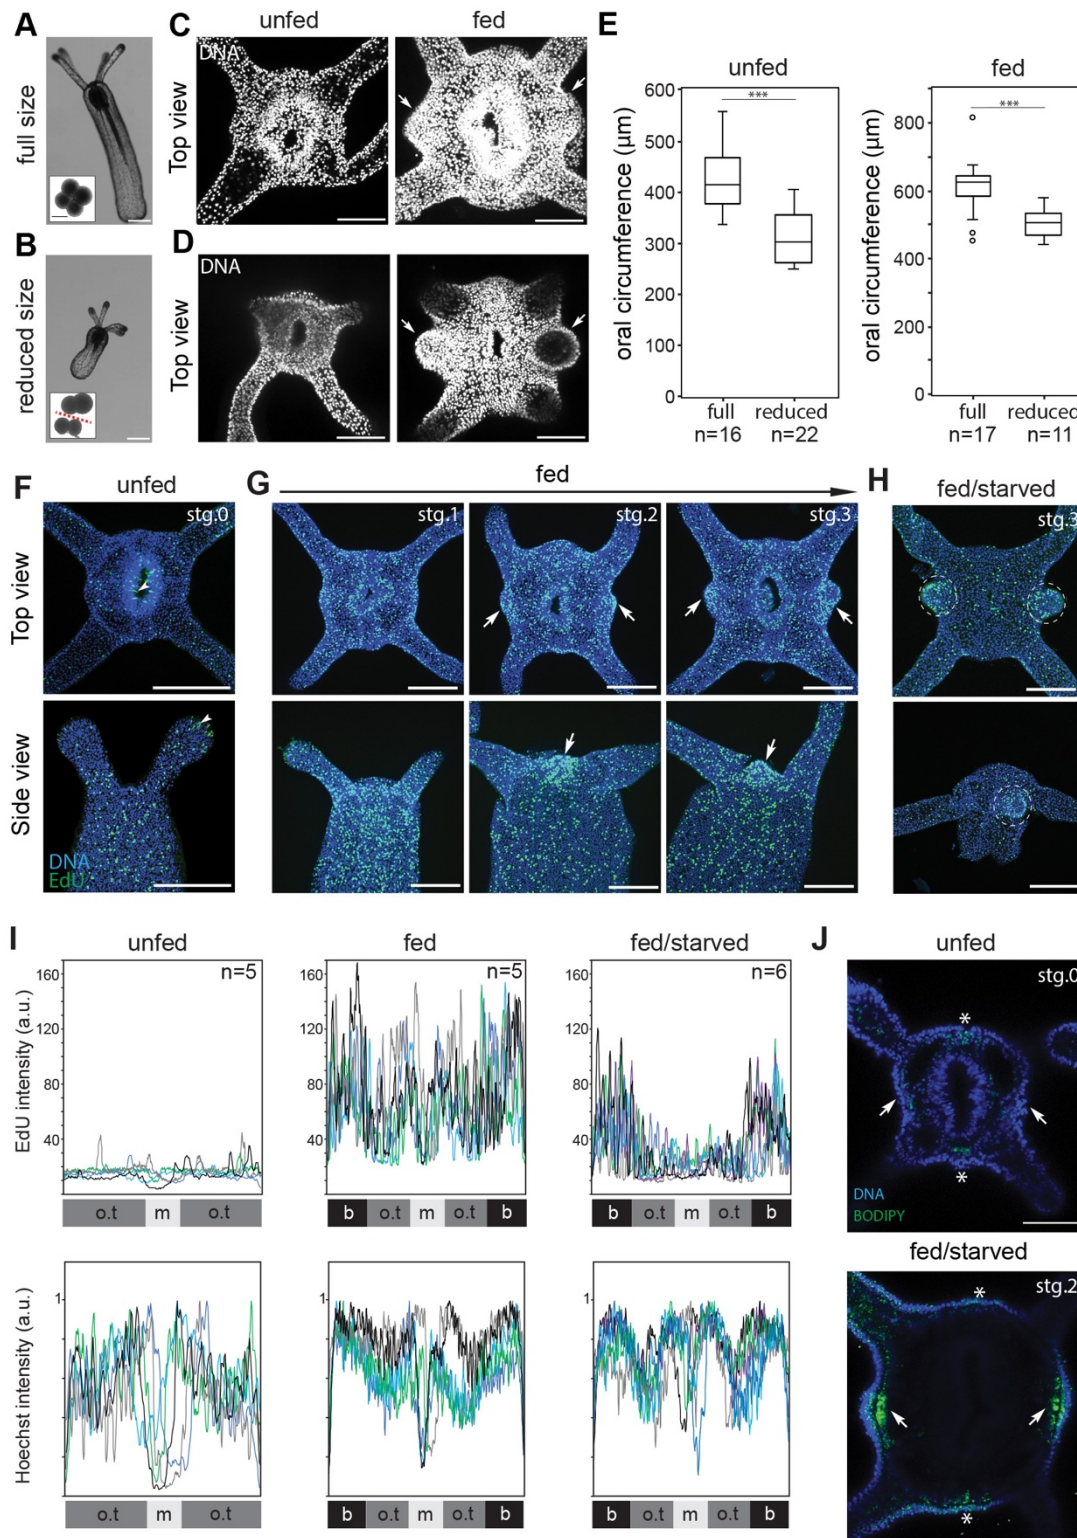 A
full size
B
reduced size
C
unfed
fed
DNA
Top view
D
DNA
Top view
E
unfed
fed
oral circumference (µm)
600
500
400
300
200
100
0
***
full
reduced
n=16
n=22
oral circumference (µm)
800
600
400
200
0
***
full
reduced
n=17
n=11
F
unfed
stg.0
Top view
Side view
DNA
EdU
G
fed
stg.1
stg.2
stg.3
H
fed/starved
stg.3
I
unfed
fed
fed/starved
EdU intensity (a.u.)
160
120
80
40
n=5
o.t
m
o.t
160
120
80
40
n=5
b
o.t
m
o.t
b
160
120
80
40
n=6
b
o.t
m
o.t
b
Hoechst intensity (a.u.)
1
o.t
m
o.t
1
b
o.t
m
o.t
b
1
b
o.t
m
o.t
b
J
unfed
stg.0
*
*
DNA
BODIPY
fed/starved
stg.2
*
*